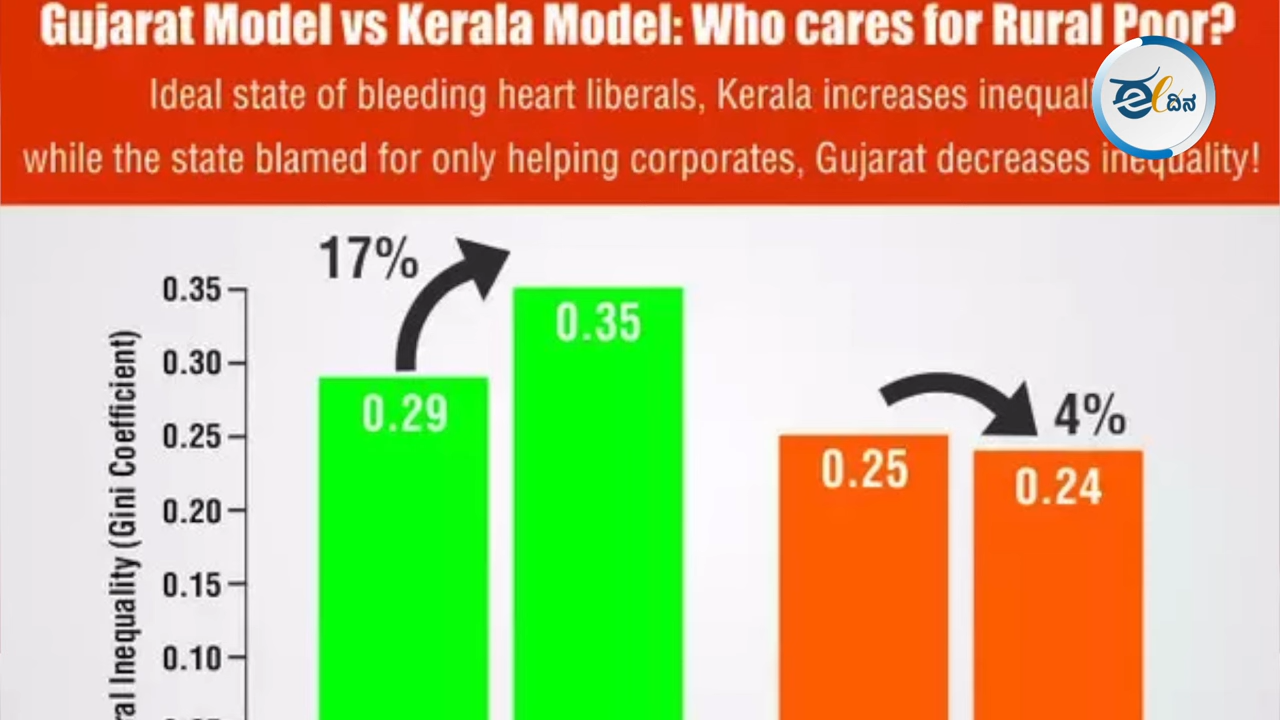 Gujarat Model vs Kerala Model: Who cares for Rural Poor?
Ideal state of bleeding heart liberals, Kerala increases
while the state blamed for only helping corporates, Gujarat decreases inequality!
ಈ l ದಿನ
17%
0.35
0.35
0.30
0.29
4%
0.25
0.25
0.24
0.20
0.15
0.10
Inequality (Gini Coefficient)